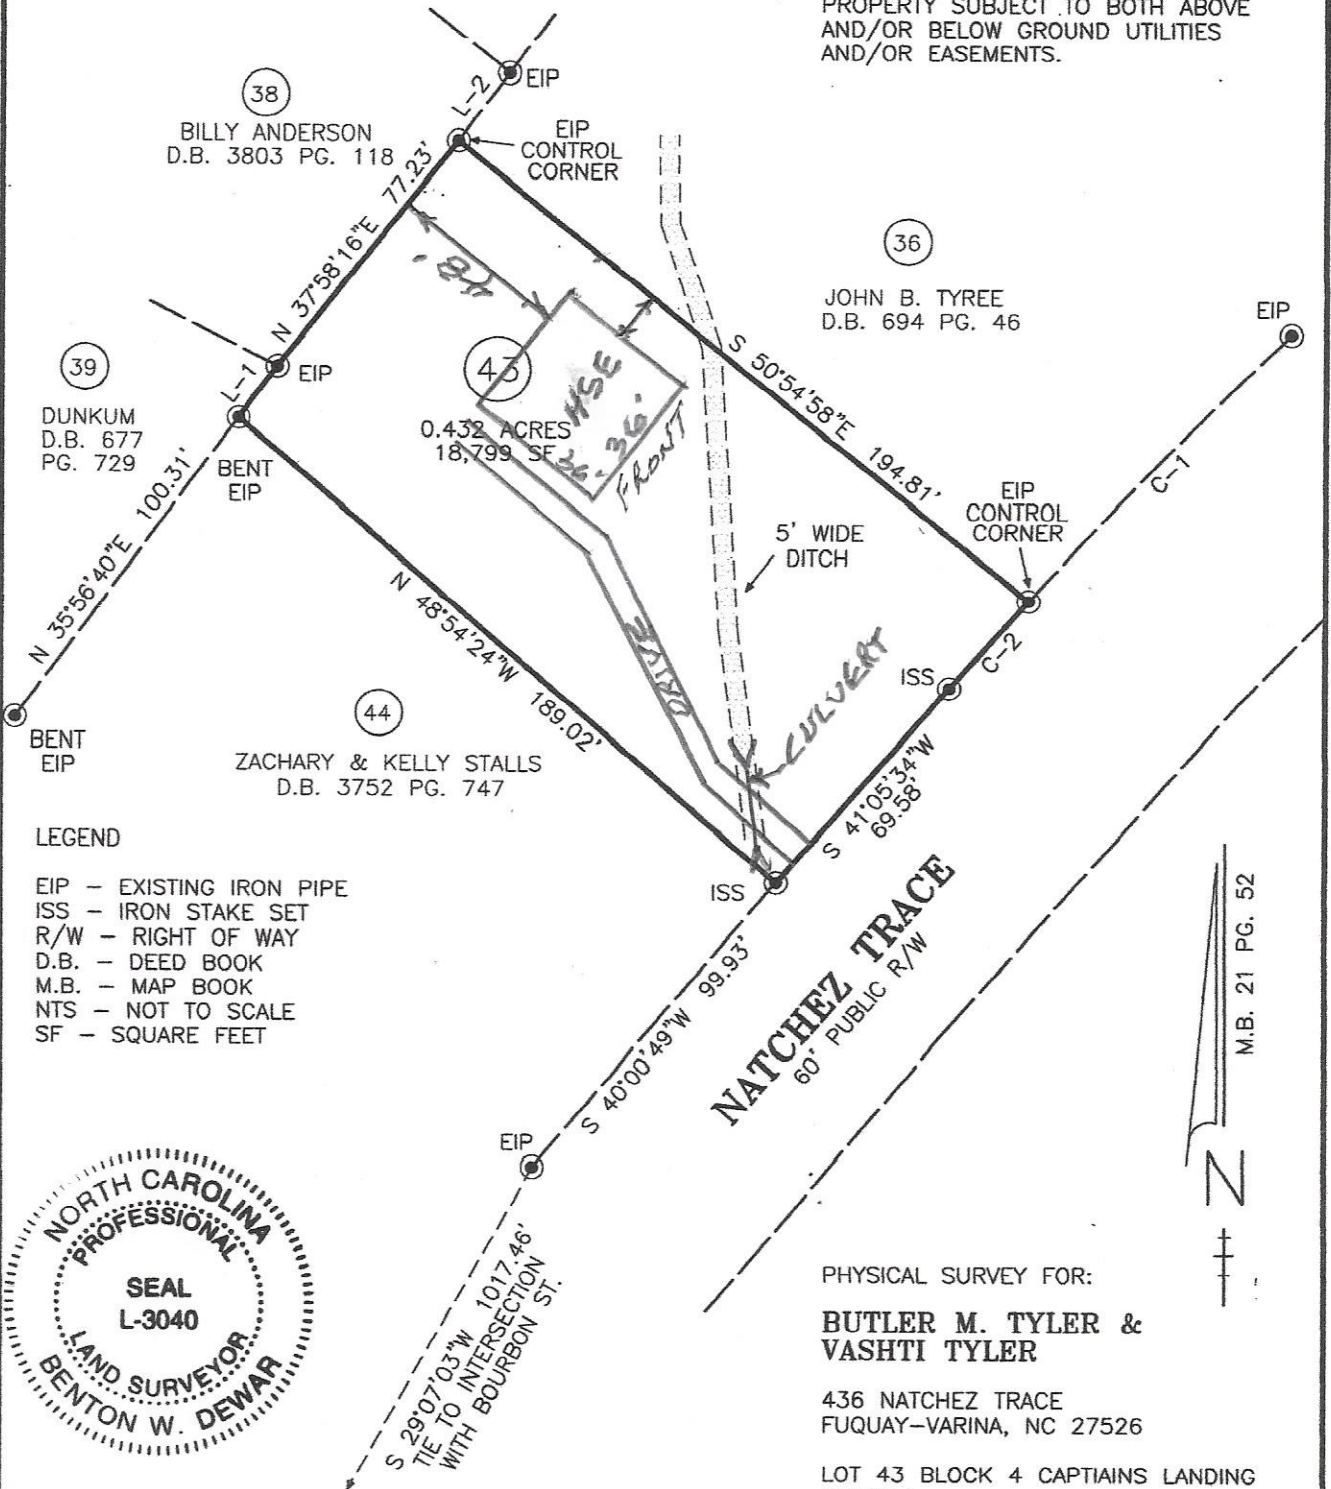 PROPERTY SUBJECT TO BOTH ABOVE
AND/OR BELOW GROUND UTILITIES
AND/OR EASEMENTS.
EIP
L-2
38
BILLY ANDERSON
D.B. 3803 PG. 118
EIP
CONTROL
CORNER
N 37°58'16"E 77.23'
48'
36
JOHN B. TYREE
D.B. 694 PG. 46
EIP
39
DUNKUM
D.B. 677
PG. 729
L-1
EIP
BENT
EIP
43
0.432 ACRES
18,799 SF
HSE
36' 36'
FRONT
S 50°54'58"E 194.81'
C-1
EIP
CONTROL
CORNER
5' WIDE
DITCH
N 35°56'40"E 100.31'
N 48°54'24"W 189.02'
DRIVE
CULVERT
ISS
C-2
BENT
EIP
44
ZACHARY & KELLY STALLS
D.B. 3752 PG. 747
S 41°05'34"W
69.58'
ISS
LEGEND
EIP – EXISTING IRON PIPE
ISS – IRON STAKE SET
R/W – RIGHT OF WAY
D.B. – DEED BOOK
M.B. – MAP BOOK
NTS – NOT TO SCALE
SF – SQUARE FEET
NATCHEZ TRACE
60' PUBLIC R/W
S 40°00'49"W 99.93'
M.B. 21 PG. 52
N
EIP
S 29°07'03"W 1017.46'
TIE TO INTERSECTION
WITH BOURBON ST.
NORTH CAROLINA
PROFESSIONAL
SEAL
L-3040
LAND SURVEYOR
BENTON W. DEWAR
PHYSICAL SURVEY FOR:
BUTLER M. TYLER &
VASHTI TYLER
436 NATCHEZ TRACE
FUQUAY–VARINA, NC 27526
LOT 43 BLOCK 4 CAPTIAINS LANDING